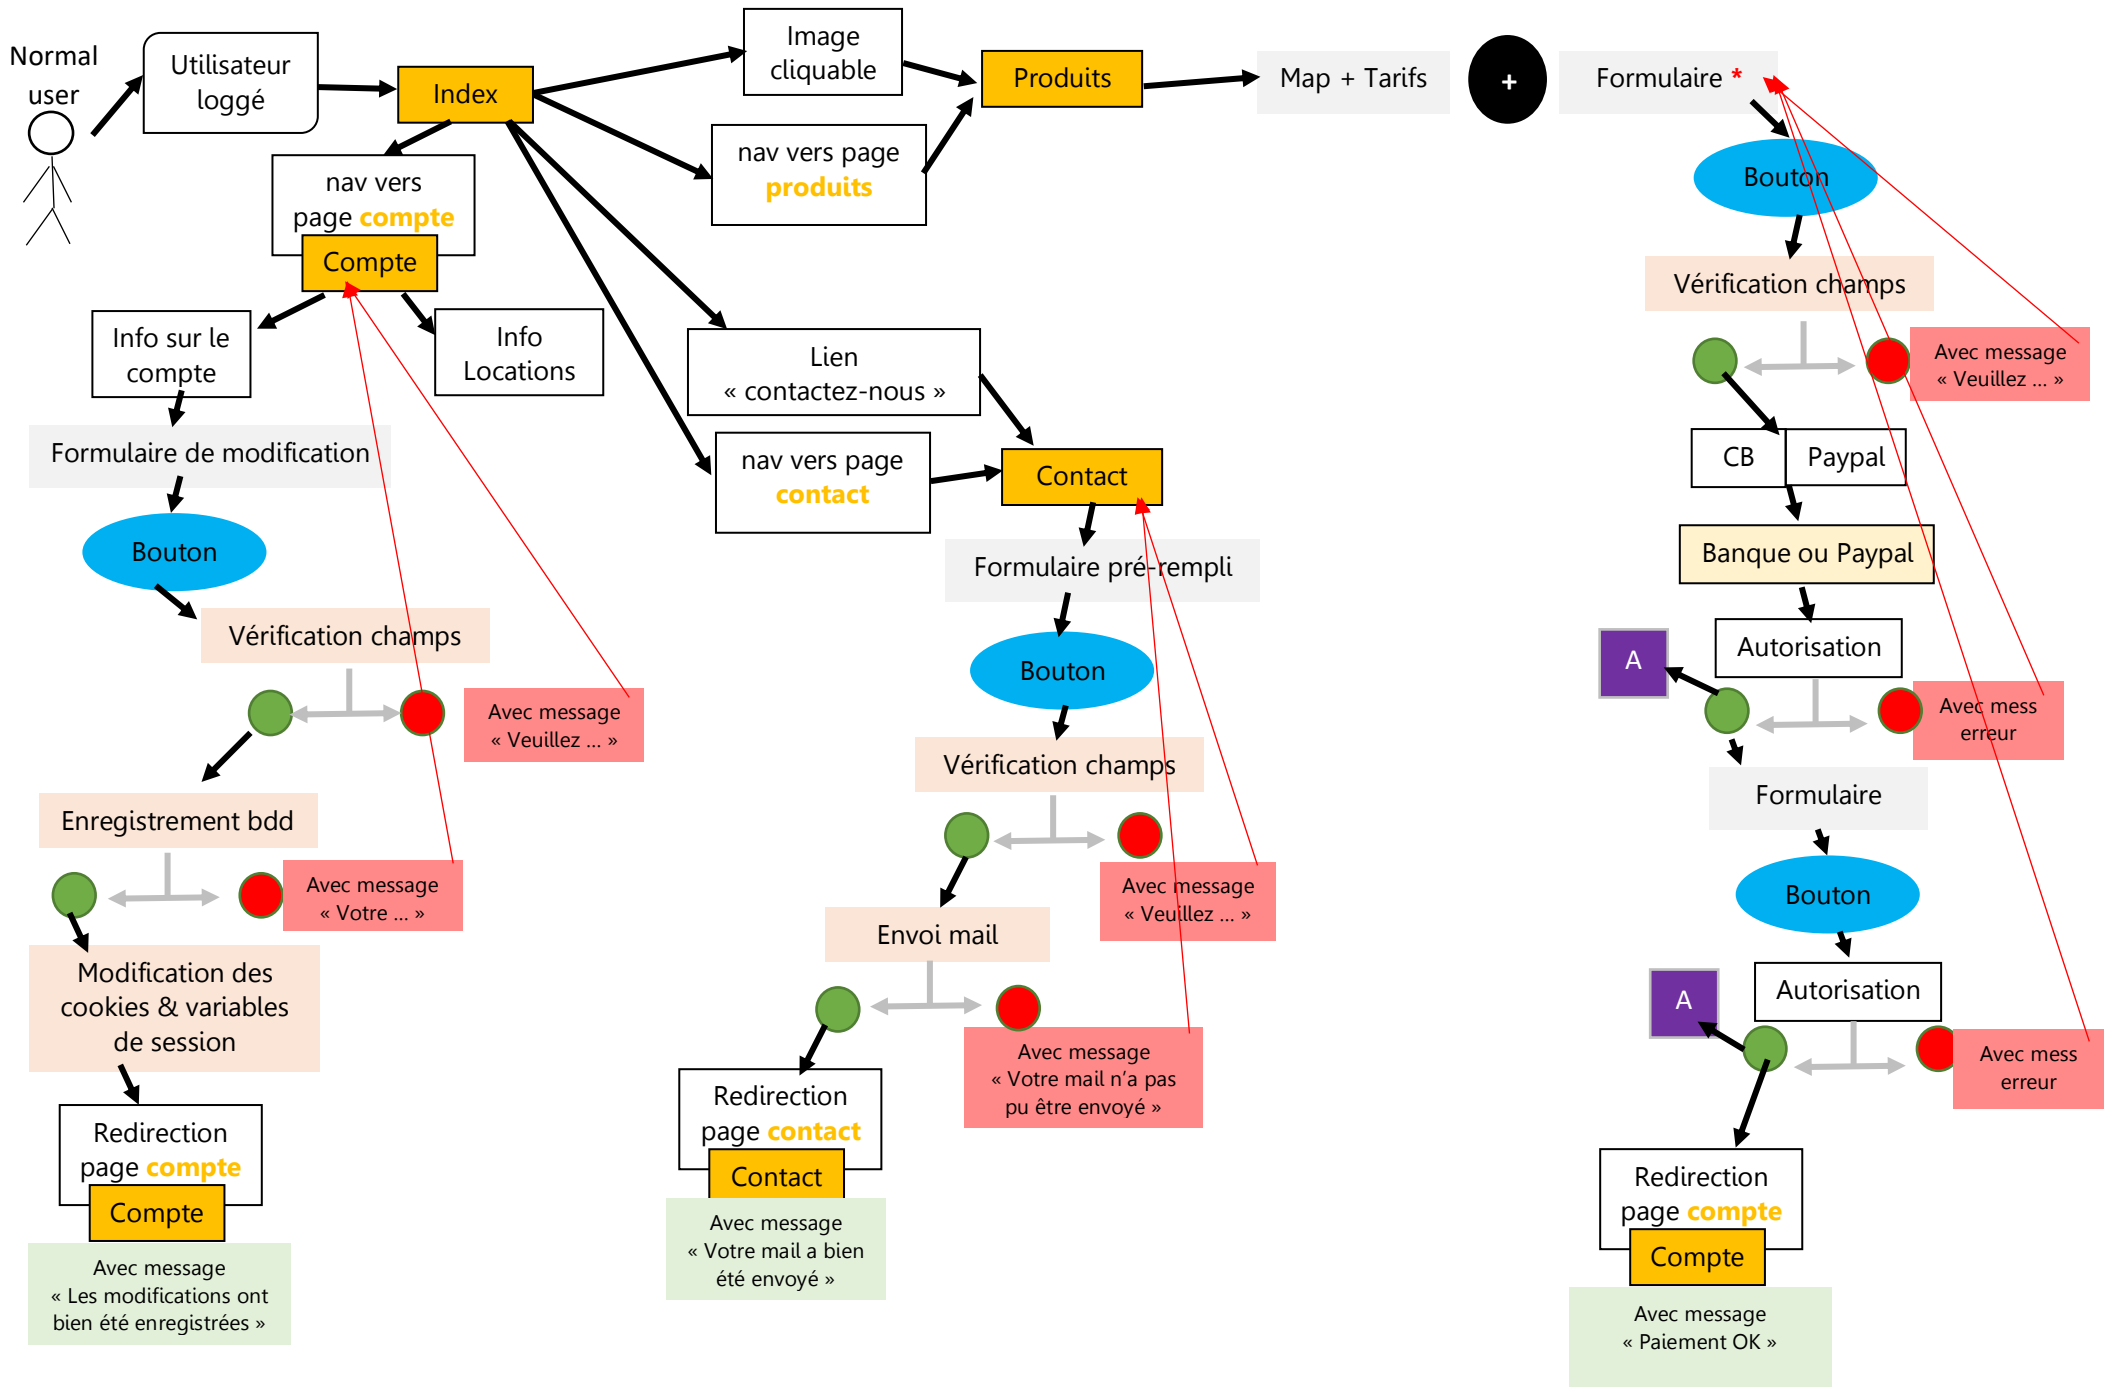 Normal
user
Utilisateur
loggé
Index
Image
cliquable
nav vers page
produits
Produits
Map + Tarifs
+
Formulaire *
Bouton
Vérification champs
Avec message
« Veuillez ... »
CB
Paypal
Banque ou Paypal
Autorisation
A
Avec mess
erreur
Formulaire
Bouton
Autorisation
A
Avec mess
erreur
Redirection
page compte
Compte
Avec message
« Paiement OK »
nav vers
page compte
Compte
Info sur le
compte
Info
Locations
Formulaire de modification
Bouton
Vérification champs
Avec message
« Veuillez ... »
Enregistrement bdd
Avec message
« Votre ... »
Modification des
cookies & variables
de session
Redirection
page compte
Compte
Avec message
« Les modifications ont
bien été enregistrées »
Lien
« contactez-nous »
nav vers page
contact
Contact
Formulaire pré-rempli
Bouton
Vérification champs
Avec message
« Veuillez ... »
Envoi mail
Avec message
« Votre mail n’a pas
pu être envoyé »
Redirection
page contact
Contact
Avec message
« Votre mail a bien
été envoyé »